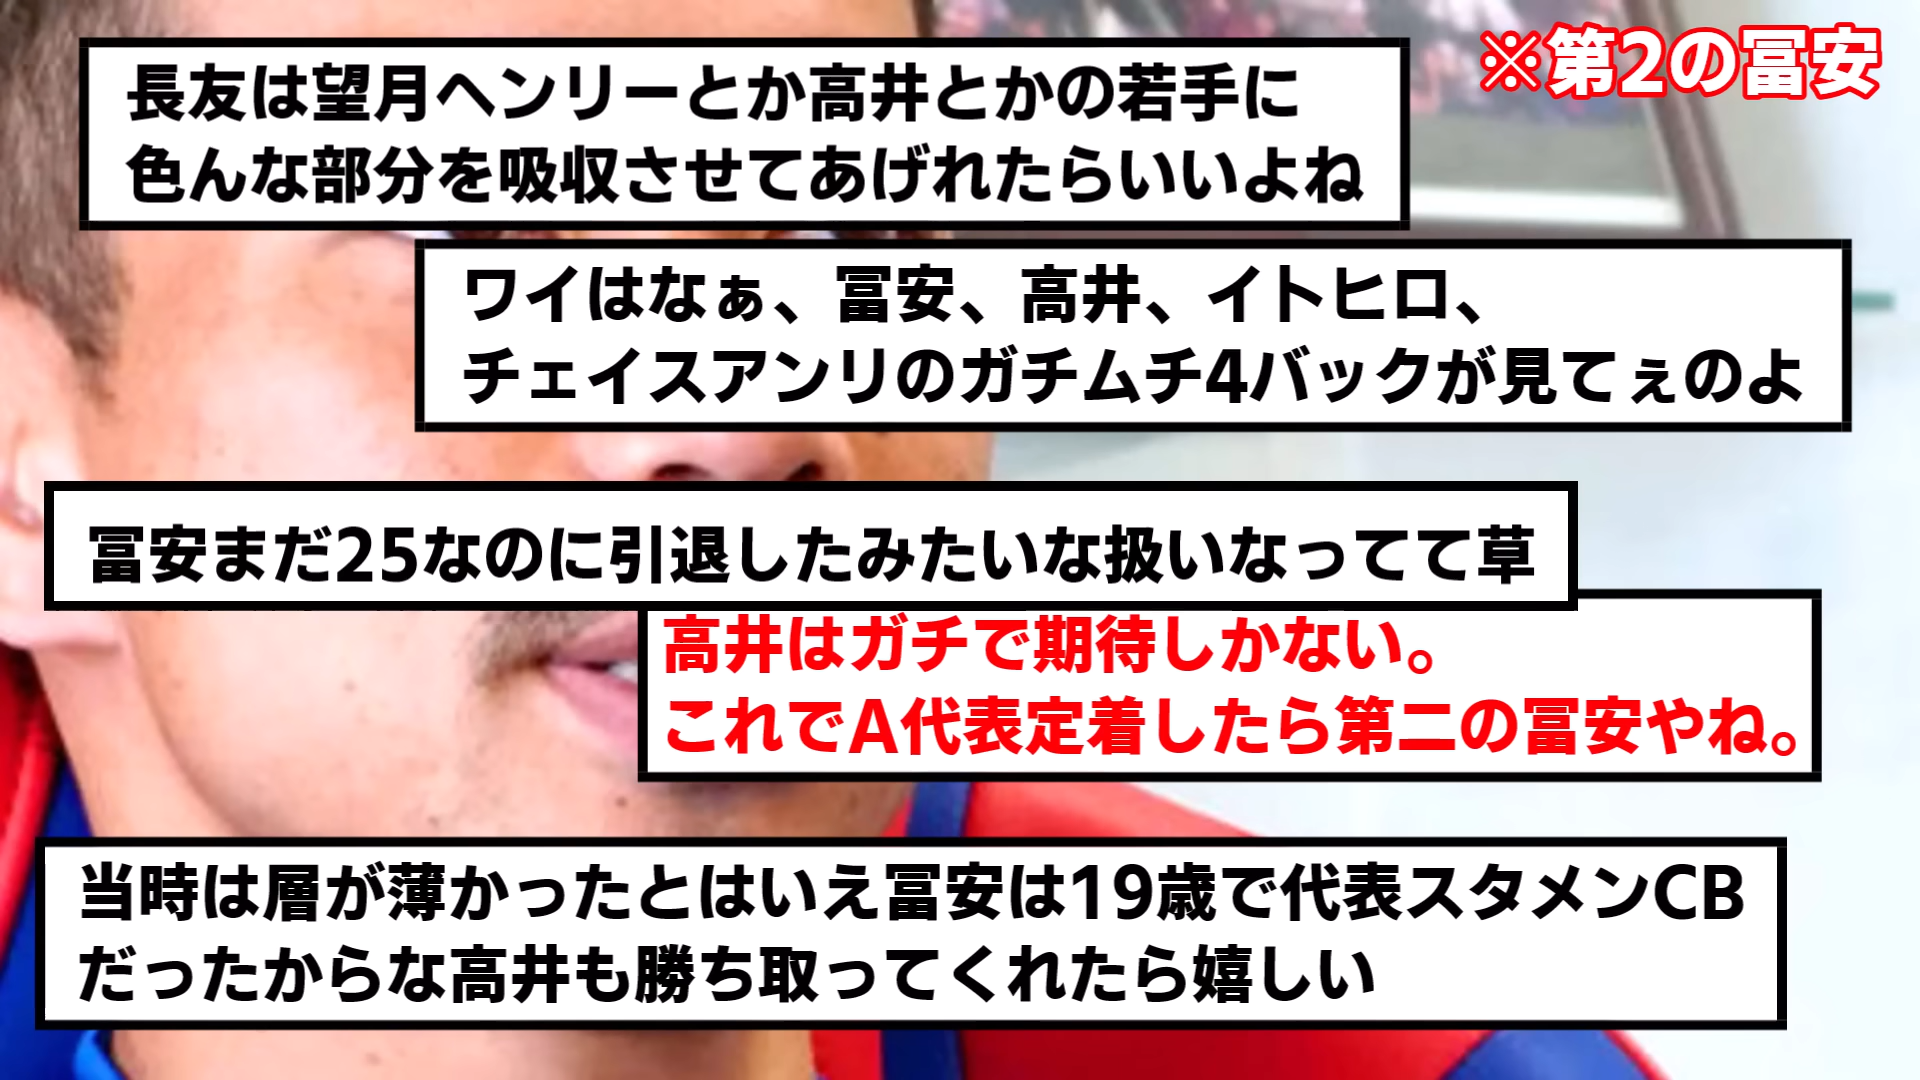 ※第2の冨安
長友は望月ヘンリーとか高井とかの若手に
色んな部分を吸収させてあげれたらいいよね
ワイはなぁ、冨安、高井、イトヒロ、
チェイスアンリのガチムチ4バックが見てぇのよ
冨安まだ25なのに引退したみたいな扱いなってて草
高井はガチで期待しかない。
これでA代表定着したら第二の冨安やね。
当時は層が薄かったとはいえ冨安は19歳で代表スタメンCB
だったからな高井も勝ち取ってくれたら嬉しい